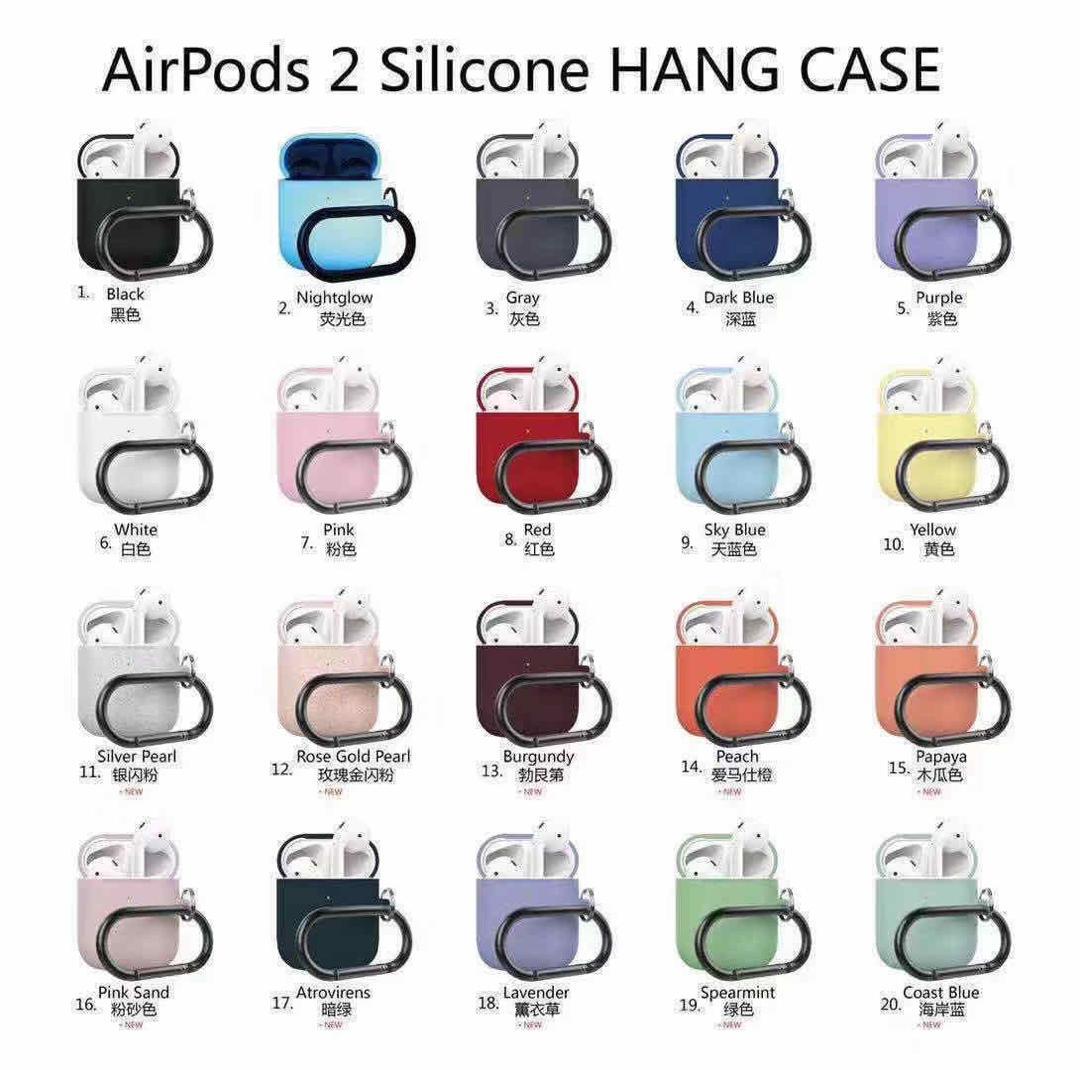 AirPods 2 Silicone HANG CASE
1. Black
黑色
2. Nightglow
荧光色
3. Gray
灰色
4. Dark Blue
深蓝
5. Purple
紫色
6. White
白色
7. Pink
粉色
8. Red
红色
9. Sky Blue
天蓝色
10. Yellow
黄色
11. Silver Pearl
银闪粉
• NEW
12. Rose Gold Pearl
玫瑰金闪粉
• NEW
13. Burgundy
勃艮第
• NEW
14. Peach
爱马仕橙
• NEW
15. Papaya
木瓜色
• NEW
16. Pink Sand
粉砂色
• NEW
17. Atrovirens
暗绿
• NEW
18. Lavender
薰衣草
• NEW
19. Spearmint
绿色
• NEW
20. Coast Blue
海岸蓝
• NEW